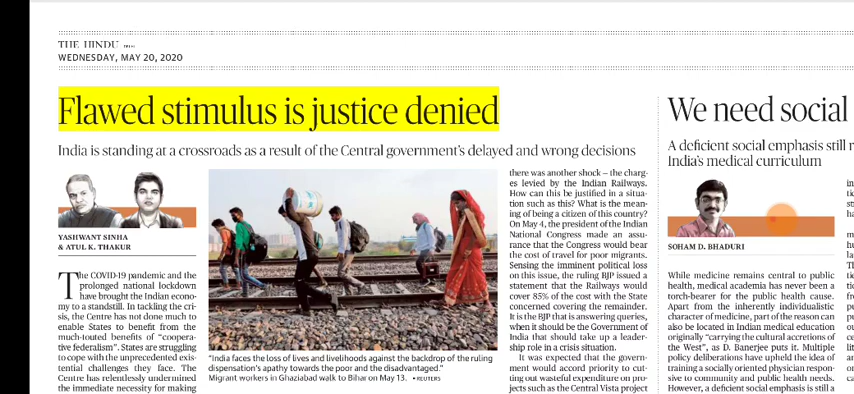 THE HINDU
WEDNESDAY, MAY 20, 2020
Flawed stimulus is justice denied
India is standing at a crossroads as a result of the Central government's delayed and wrong decisions
YASHWANT SINHA
& ATUL K. THAKUR
The COVID-19 pandemic and the
prolonged national lockdown
have brought the Indian econo-
my to a standstill. In tackling the cri-
sis, the Centre has not done much to
enable States to benefit from the
much-touted benefits of "coopera-
tive federalism". States are struggling
to cope with the unprecedented exis-
tential challenges they face. The
Centre has relentlessly undermined
the immediate necessity for making
"India faces the loss of lives and livelihoods against the backdrop of the ruling
dispensation's apathy towards the poor and the disadvantaged."
Migrant workers in Ghaziabad walk to Bihar on May 13. • REUTERS
there was another shock – the charg-
es levied by the Indian Railways.
How can this be justified in a situa-
tion such as this? What is the mean-
ing of being a citizen of this country?
On May 4, the president of the Indian
National Congress made an assu-
rance that the Congress would bear
the cost of travel for poor migrants.
Sensing the imminent political loss
on this issue, the ruling BJP issued a
statement that the Railways would
cover 85% of the cost with the State
concerned covering the remainder.
It is the BJP that is answering queries,
when it should be the Government of
India that should take up a leader-
ship role in a crisis situation.
It was expected that the govern-
ment would accord priority to cut-
ting out wasteful expenditure on pro-
jects such as the Central Vista project
We need social
A deficient social emphasis still
India's medical curriculum
SOHAM D. BHADURI
While medicine remains central to public
health, medical academia has never been a
torch-bearer for the public health cause.
Apart from the inherently individualistic
character of medicine, part of the reason can
also be located in Indian medical education
originally "carrying the cultural accretions of
the West", as D. Banerjee puts it. Multiple
policy deliberations have upheld the idea of
training a socially oriented physician respon-
sive to community and public health needs.
However, a deficient social emphasis is still a